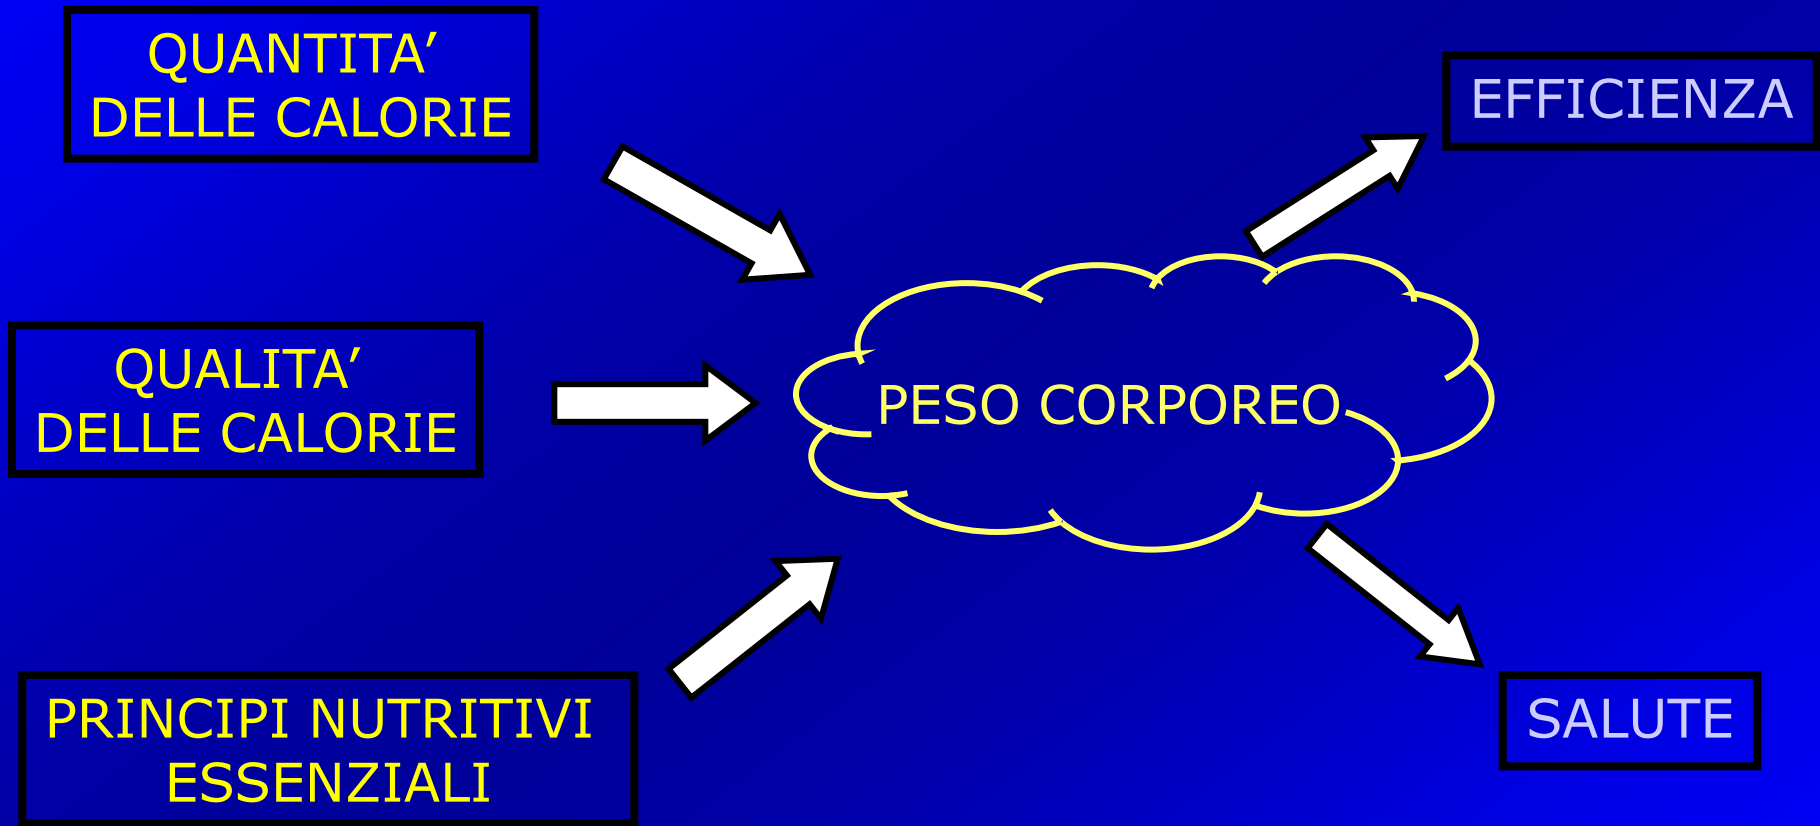 QUANTITA’
DELLE CALORIE
EFFICIENZA
QUALITA’
DELLE CALORIE
PESO CORPOREO
PRINCIPI NUTRITIVI
ESSENZIALI
SALUTE